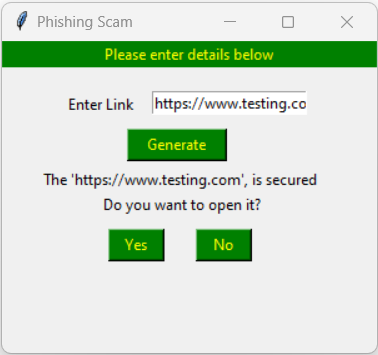 Phishing Scam
Please enter details below
Enter Link https://www.testing.co
Generate
The 'https://www.testing.com', is secured
Do you want to open it?
Yes No